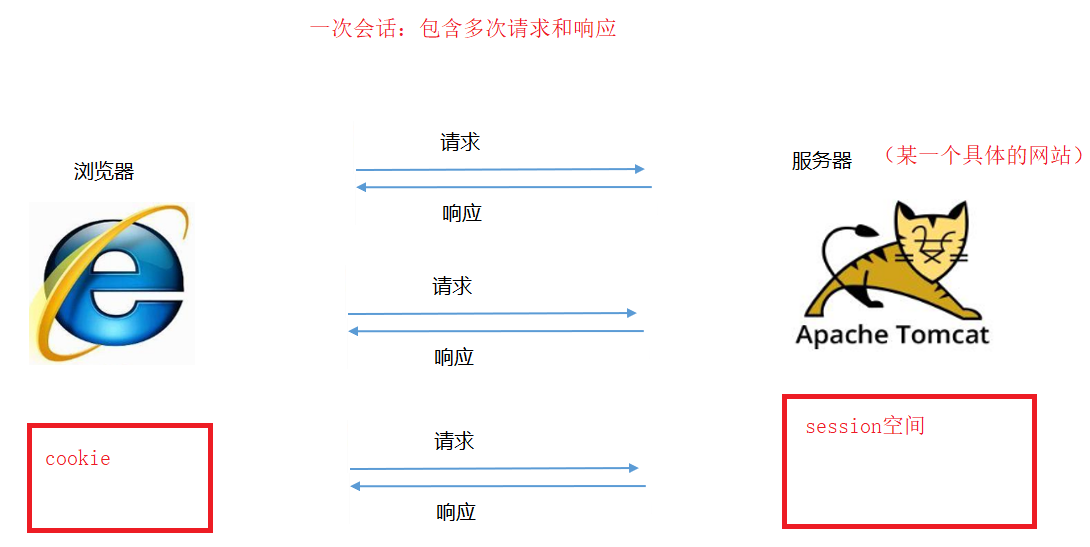 一次会话：包含多次请求和响应
请求
浏览器
服务器 （某一个具体的网站）
响应
请求
Apache Tomcat
响应
session空间
请求
cookie
响应